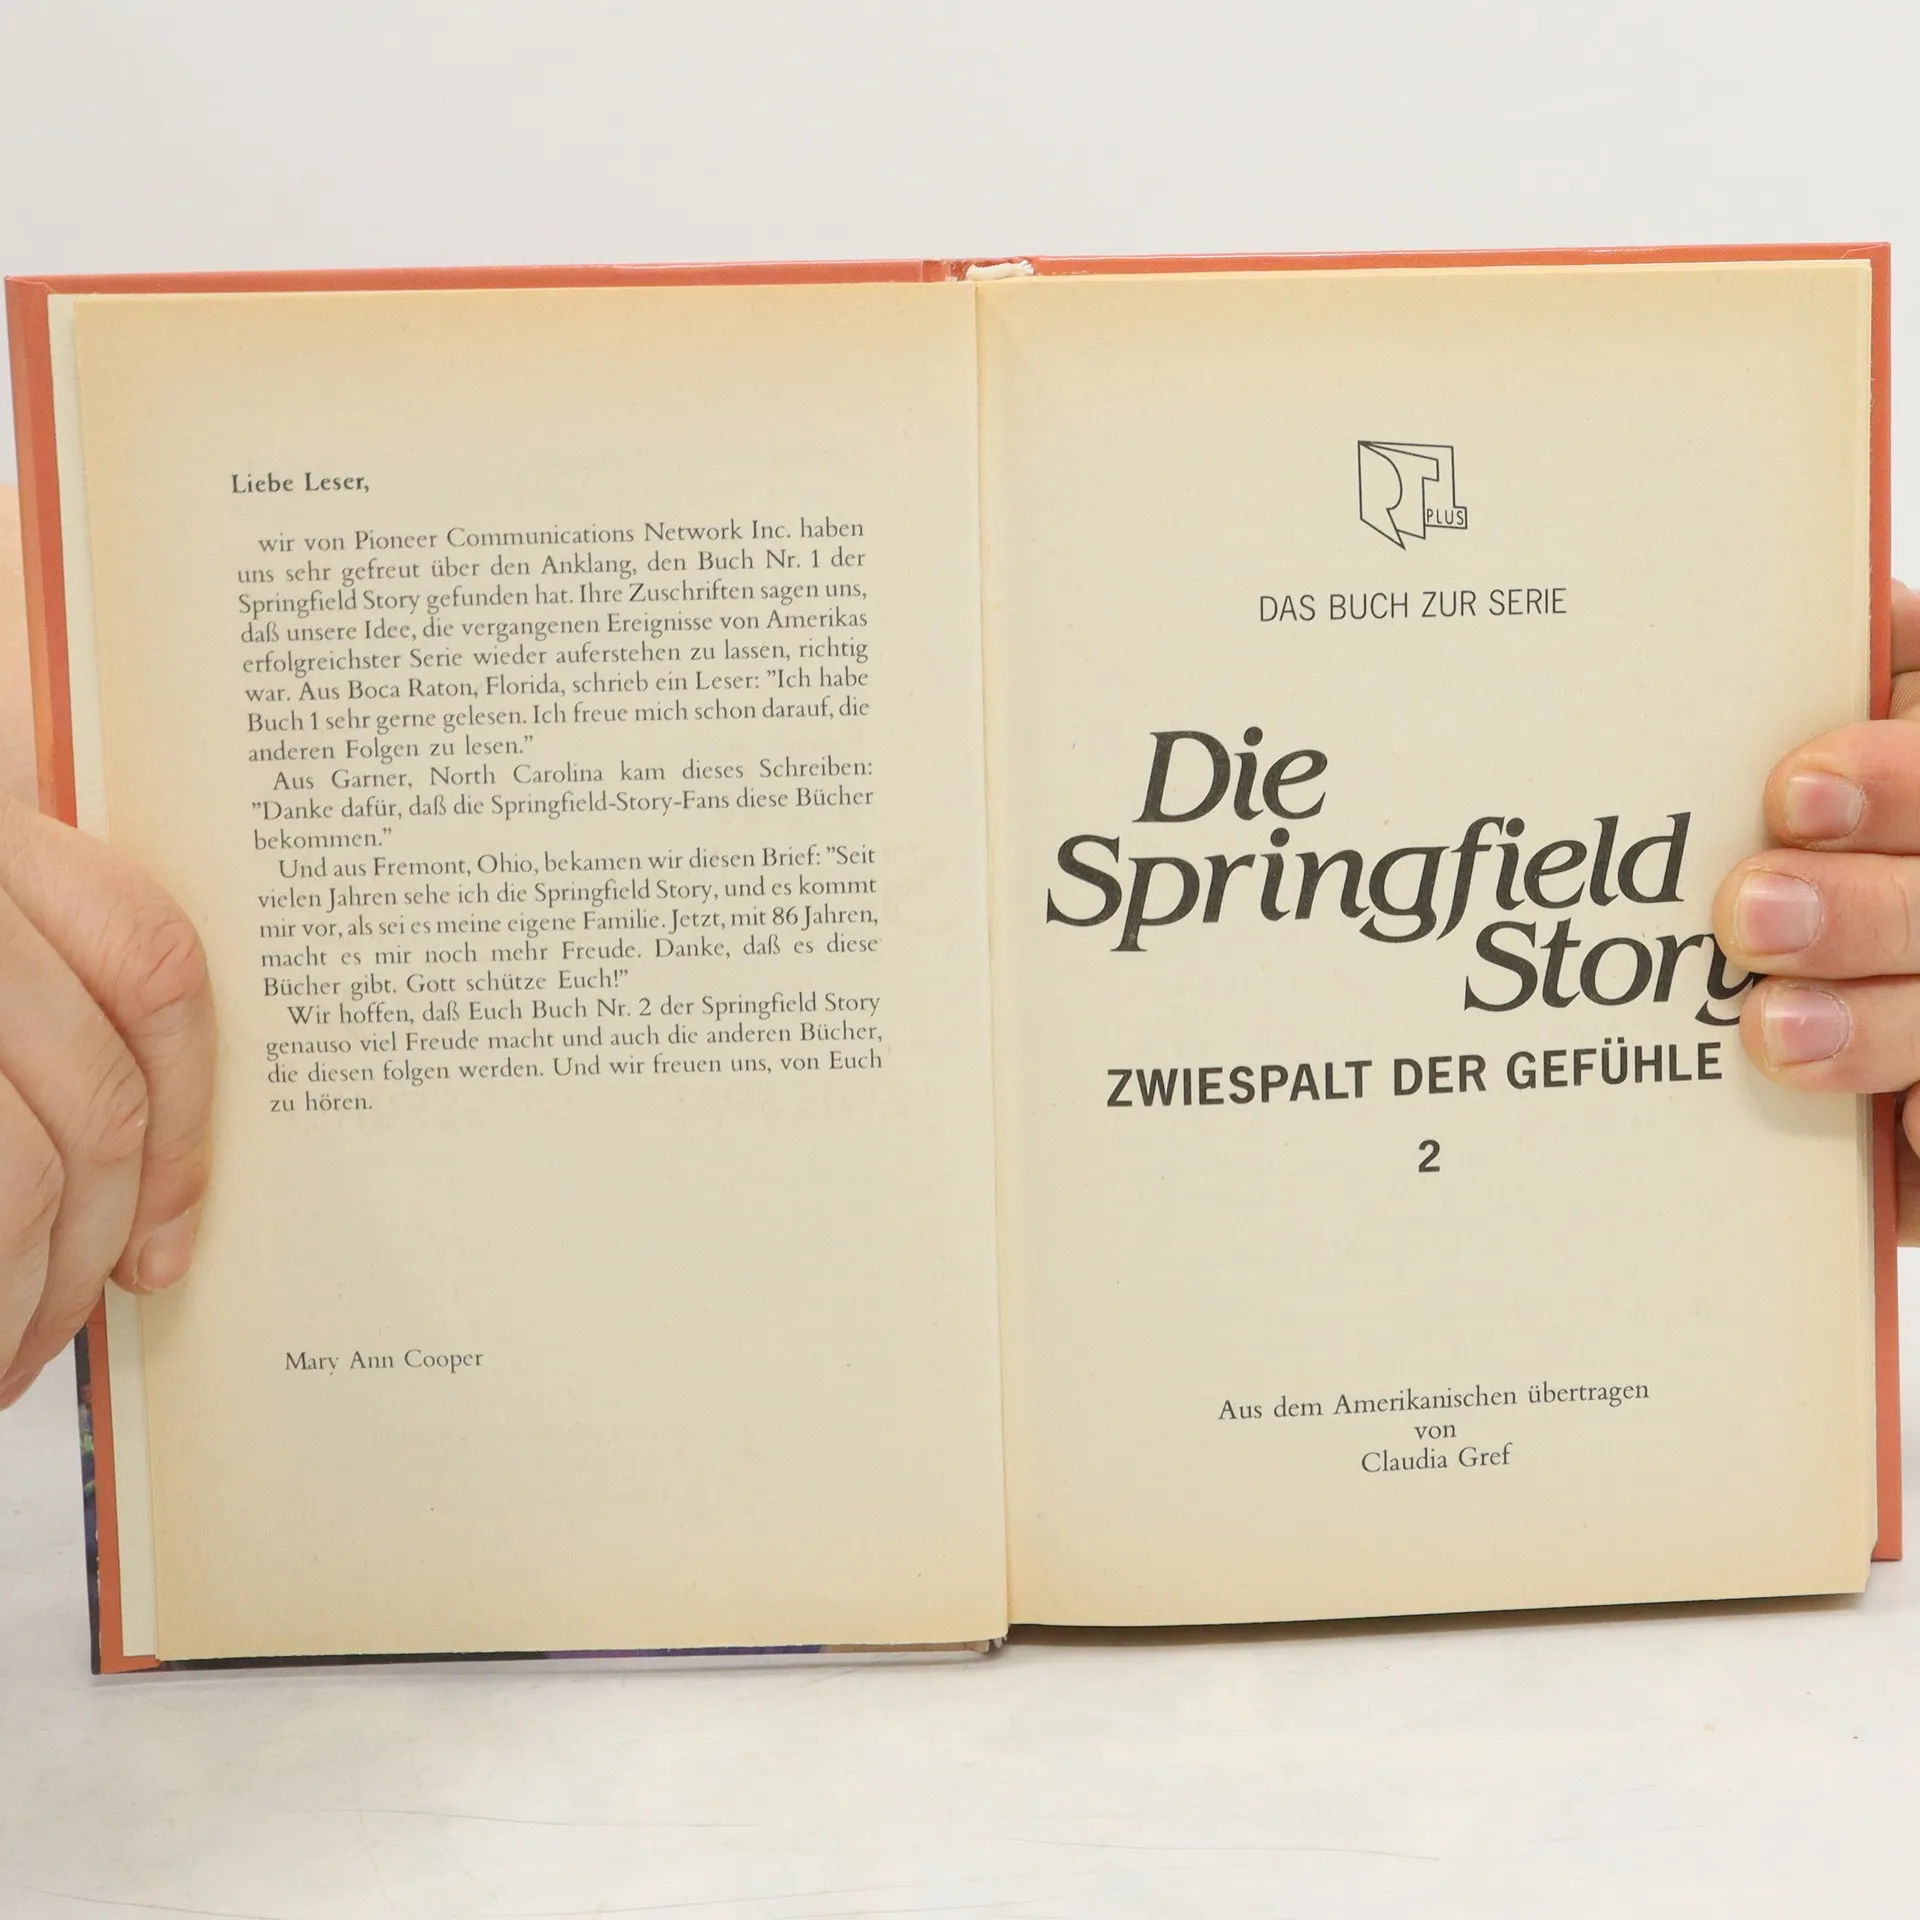 Liebe Leser,
wir von Pioneer Communications Network Inc. haben
uns sehr gefreut über den Anklang, den Buch Nr. 1 der
Springfield Story gefunden hat. Ihre Zuschriften sagen uns,
daß unsere Idee, die vergangenen Ereignisse von Amerikas
erfolgreichster Serie wieder auferstehen zu lassen, richtig
war. Aus Boca Raton, Florida, schrieb ein Leser: ”Ich habe
Buch 1 sehr gerne gelesen. Ich freue mich schon darauf, die
anderen Folgen zu lesen.”
Aus Garner, North Carolina kam dieses Schreiben:
”Danke dafür, daß die Springfield-Story-Fans diese Bücher
bekommen.”
Und aus Fremont, Ohio, bekamen wir diesen Brief: ”Seit
vielen Jahren sehe ich die Springfield Story, und es kommt
mir vor, als sei es meine eigene Familie. Jetzt, mit 86 Jahren,
macht es mir noch mehr Freude. Danke, daß es diese
Bücher gibt. Gott schütze Euch!”
Wir hoffen, daß Euch Buch Nr. 2 der Springfield Story
genauso viel Freude macht und auch die anderen Bücher,
die diesen folgen werden. Und wir freuen uns, von Euch
zu hören.
Mary Ann Cooper
RTL
PLUS
DAS BUCH ZUR SERIE
Die
Springfield
Story
ZWIESPALT DER GEFÜHLE
2
Aus dem Amerikanischen übertragen
von
Claudia Gref